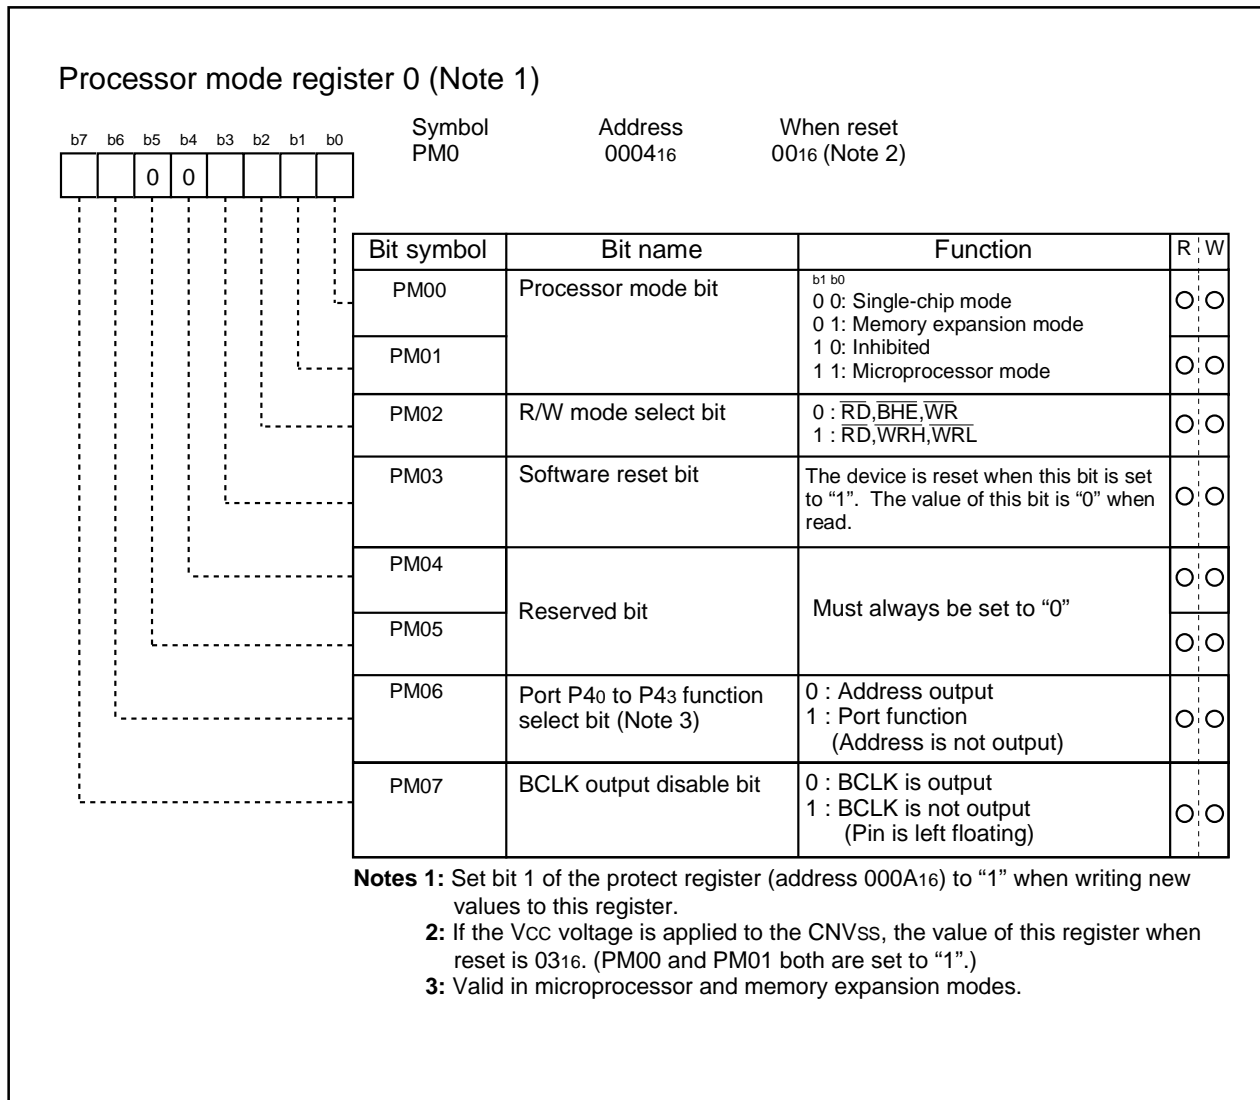 Processor mode register 0 (Note 1)
Symbol Address When reset
PM0 000416 0016 (Note 2)
b7 b6 b5 b4 b3 b2 b1 b0
0 0
Bit symbol Bit name Function R W
PM00 Processor mode bit b1 b0
0 0: Single-chip mode
0 1: Memory expansion mode
PM01 1 0: Inhibited
1 1: Microprocessor mode
PM02 R/W mode select bit 0 : RD,BHE,WR
1 : RD,WRH,WRL
PM03 Software reset bit The device is reset when this bit is set
to “1”. The value of this bit is “0” when
read.
PM04
Reserved bit Must always be set to “0”
PM05
PM06 Port P40 to P43 function 0 : Address output
select bit (Note 3) 1 : Port function
(Address is not output)
PM07 BCLK output disable bit 0 : BCLK is output
1 : BCLK is not output
(Pin is left floating)
Notes 1: Set bit 1 of the protect register (address 000A16) to “1” when writing new
values to this register.
2: If the VCC voltage is applied to the CNVSS, the value of this register when
reset is 0316. (PM00 and PM01 both are set to “1”.)
3: Valid in microprocessor and memory expansion modes.